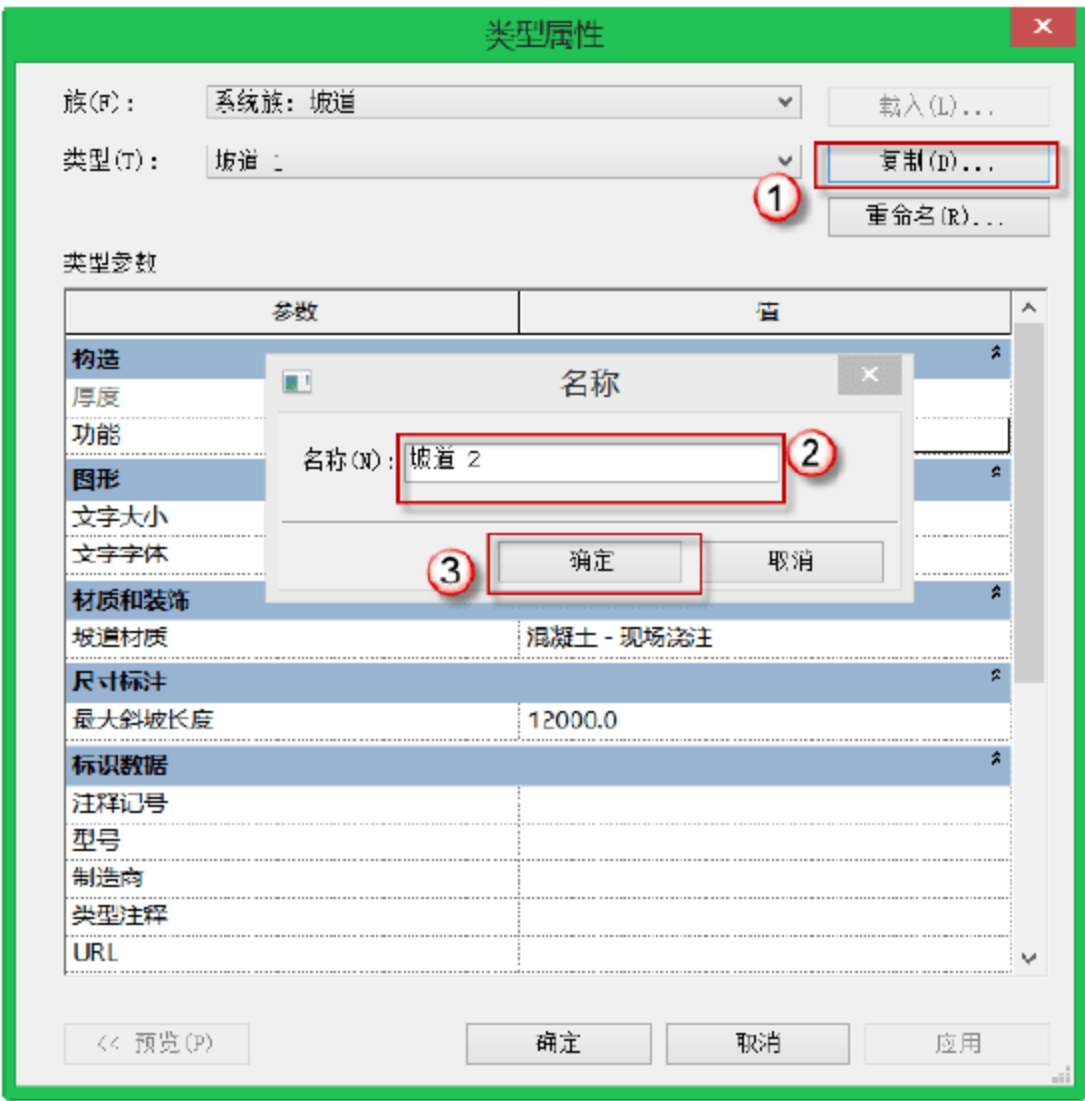 类型属性
族(F): 系统族: 坡道 载入(L)...
类型(T): 坡道 1 复制(D)...
1
重命名(R)...
类型参数
参数 值
构造
厚度
功能
名称
名称(N): 坡道 2
2
确定 取消
3
图形
文字大小
文字字体
材质和装饰
坡道材质 混凝土 - 现场浇注
尺寸标注
最大斜坡长度 12000.0
标识数据
注释记号
型号
制造商
类型注释
URL
<< 预览(P) 确定 取消 应用